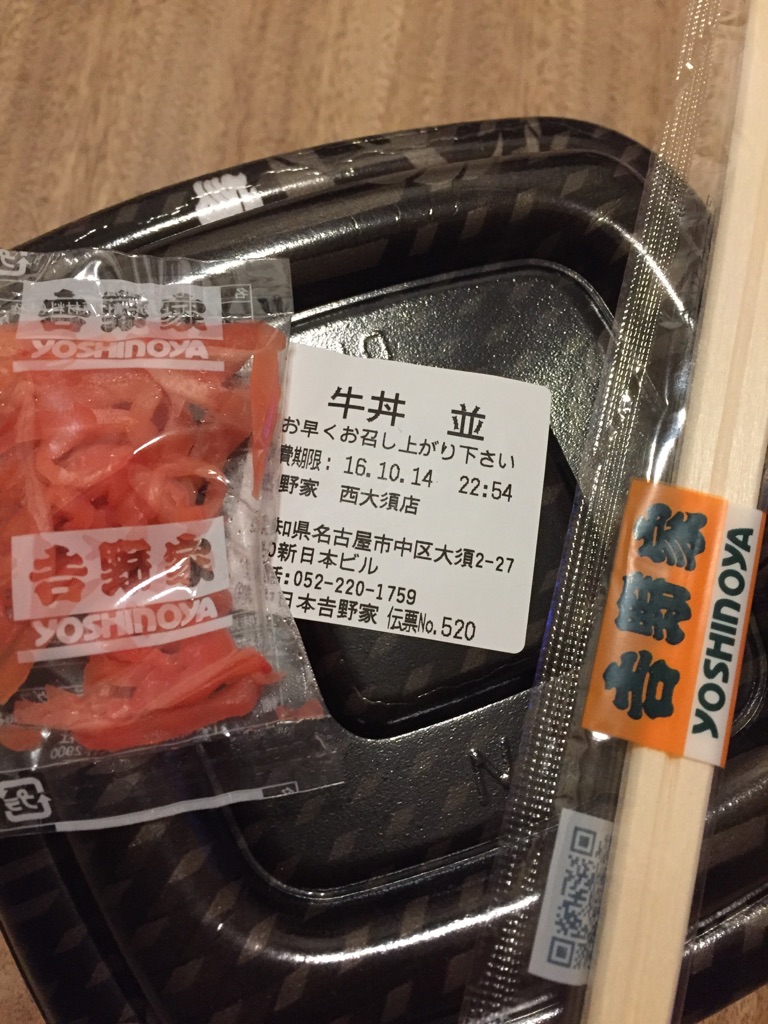 吉野家
YOSHINOYA
牛丼 並
お早くお召し上がり下さい
費期限: 16.10.14 22:54
野家 西大須店
知県名古屋市中区大須2-27
新日本ビル
:052-220-1759
日本吉野家 伝票No.520
吉野家
YOSHINOYA
吉野家
YOSHINOYA
プラ
N